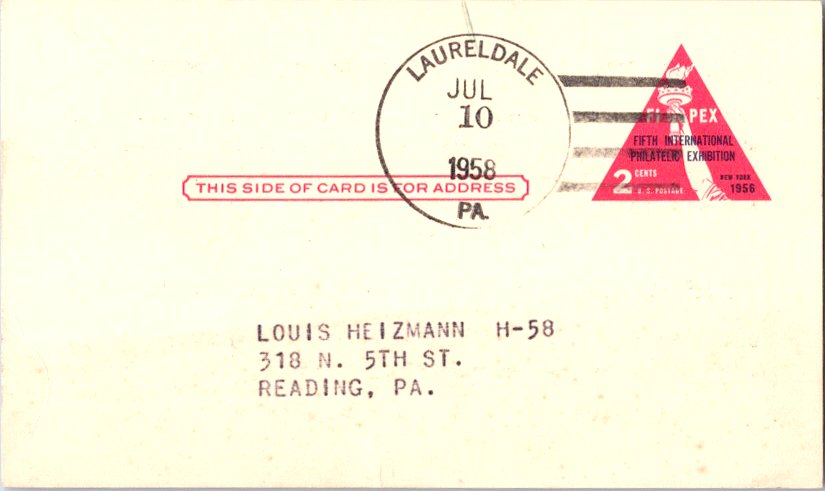 LAURELDALE
JUL
10
1958
PA.
PEX
FIFTH INTERNATIONAL
PHILATELIC EXHIBITION
2 CENTS
U. S. POSTAGE
NEW YORK
1956
THIS SIDE OF CARD IS FOR ADDRESS
LOUIS HEIZMANN H-58
318 N. 5TH ST.
READING, PA.